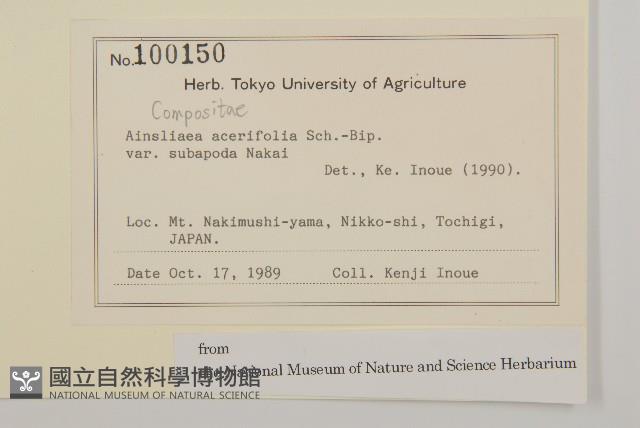 No. 100150
Herb. Tokyo University of Agriculture
Compositae
Ainsliaea acerifolia Sch.-Bip.
var. subapoda Nakai
Det., Ke. Inoue (1990).
Loc. Mt. Nakimushi-yama, Nikko-shi, Tochigi,
JAPAN.
Date Oct. 17, 1989 Coll. Kenji Inoue
from
the National Museum of Nature and Science Herbarium
國立自然科學博物館
NATIONAL MUSEUM OF NATURAL SCIENCE